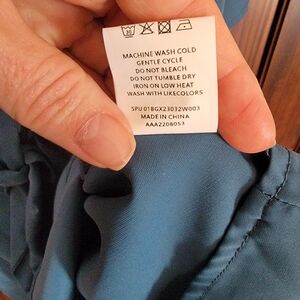 MACHINE WASH COLD
GENTLE CYCLE
DO NOT BLEACH
DO NOT TUMBLE DRY
IRON ON LOW HEAT
WASH WITH LIKECOLORS
SPU 01BGX23032W003
MADE IN CHINA
AAA2208053